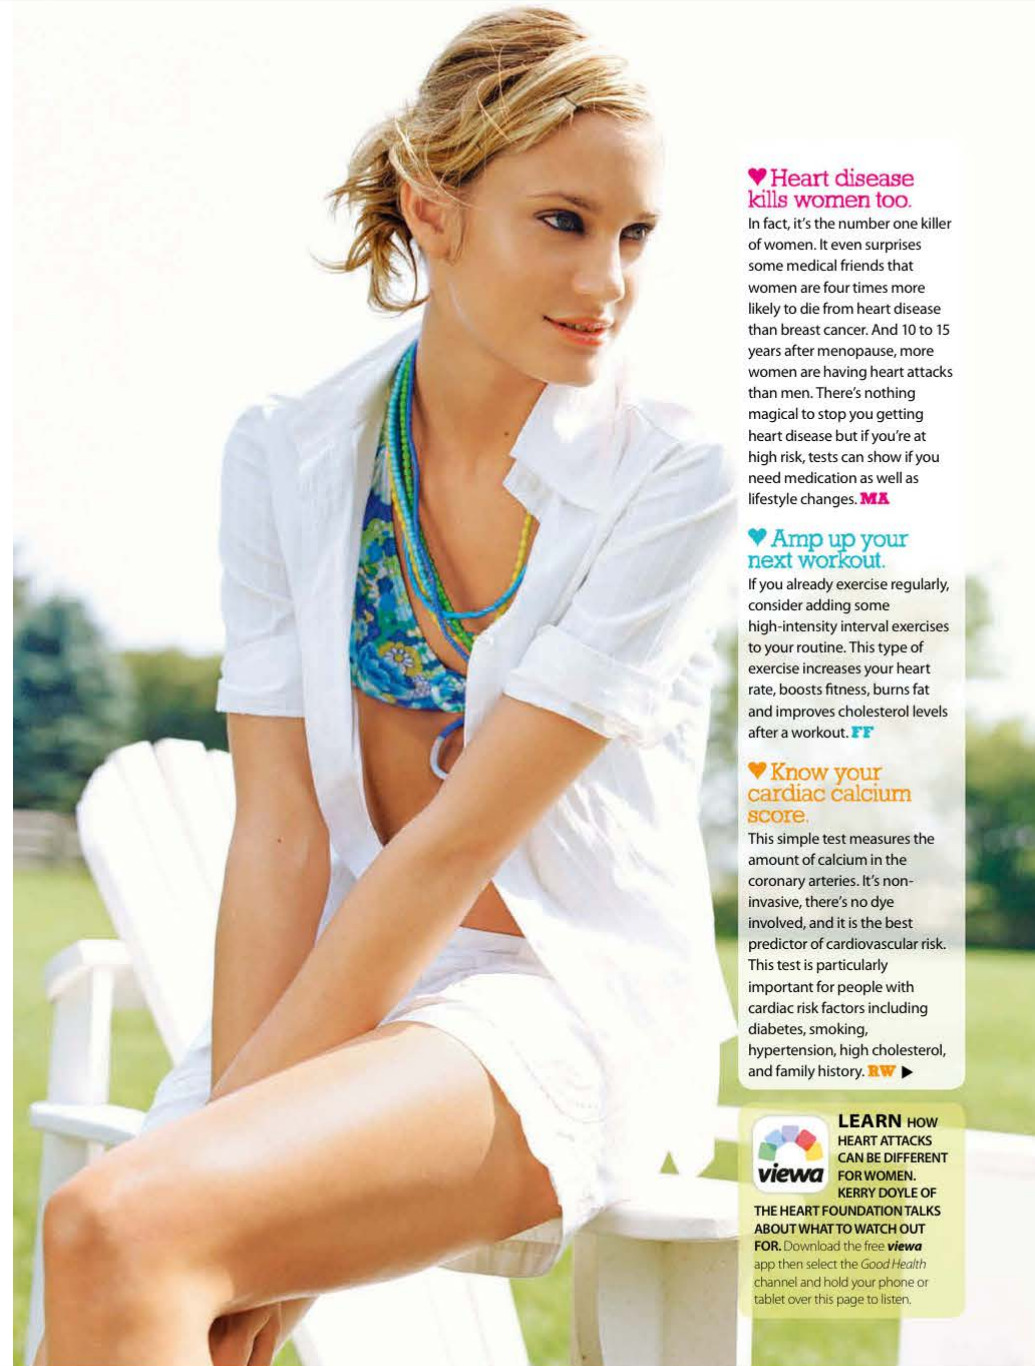 ♥ Heart disease
kills women too.
In fact, it's the number one killer
of women. It even surprises
some medical friends that
women are four times more
likely to die from heart disease
than breast cancer. And 10 to 15
years after menopause, more
women are having heart attacks
than men. There's nothing
magical to stop you getting
heart disease but if you're at
high risk, tests can show if you
need medication as well as
lifestyle changes. MA
♥ Amp up your
next workout.
If you already exercise regularly,
consider adding some
high-intensity interval exercises
to your routine. This type of
exercise increases your heart
rate, boosts fitness, burns fat
and improves cholesterol levels
after a workout. FF
♥ Know your
cardiac calcium
score.
This simple test measures the
amount of calcium in the
coronary arteries. It's non-
invasive, there's no dye
involved, and it is the best
predictor of cardiovascular risk.
This test is particularly
important for people with
cardiac risk factors including
diabetes, smoking,
hypertension, high cholesterol,
and family history. RW ▶
viewa
LEARN HOW
HEART ATTACKS
CAN BE DIFFERENT
FOR WOMEN.
KERRY DOYLE OF
THE HEART FOUNDATION TALKS
ABOUT WHAT TO WATCH OUT
FOR. Download the free viewa
app then select the Good Health
channel and hold your phone or
tablet over this page to listen.